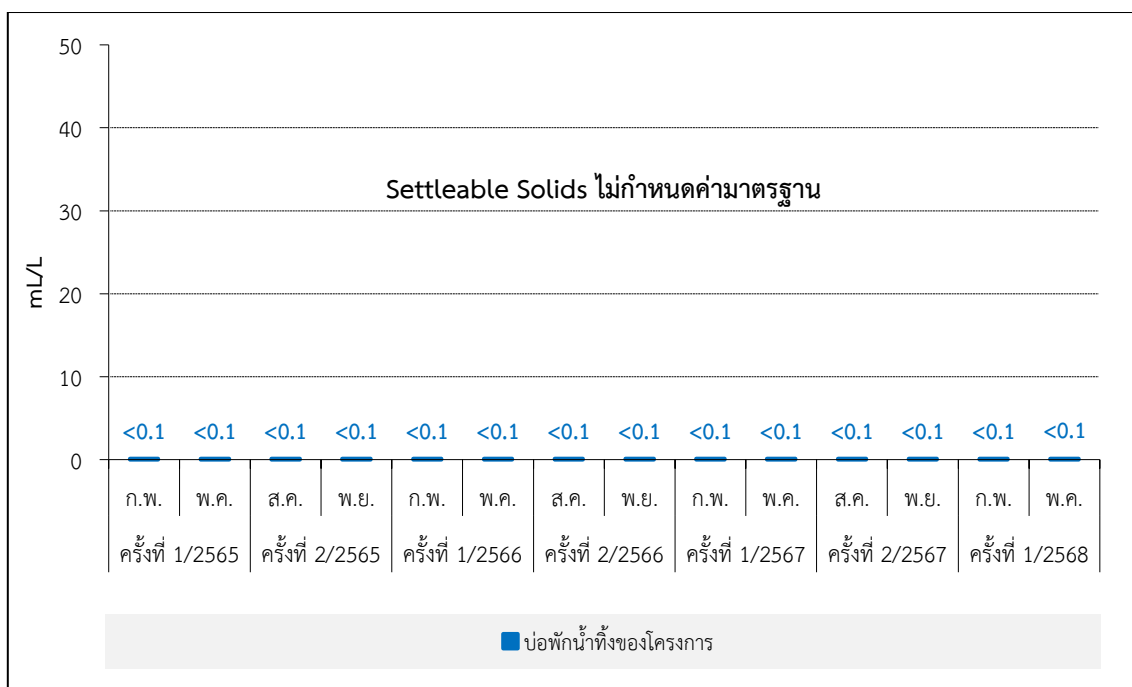 50
40
Settleable Solids ไม่กำหนดค่ามาตรฐาน
30
mL/L
20
10
<0.1 <0.1 <0.1 <0.1 <0.1 <0.1 <0.1 <0.1 <0.1 <0.1 <0.1 <0.1 <0.1 <0.1
0
ก.พ. พ.ค. ส.ค. พ.ย. ก.พ. พ.ค. ส.ค. พ.ย. ก.พ. พ.ค. ส.ค. พ.ย. ก.พ. พ.ค.
ครั้งที่ 1/2565 ครั้งที่ 2/2565 ครั้งที่ 1/2566 ครั้งที่ 2/2566 ครั้งที่ 1/2567 ครั้งที่ 2/2567 ครั้งที่ 1/2568
บ่อพักน้ำทิ้งของโครงการ